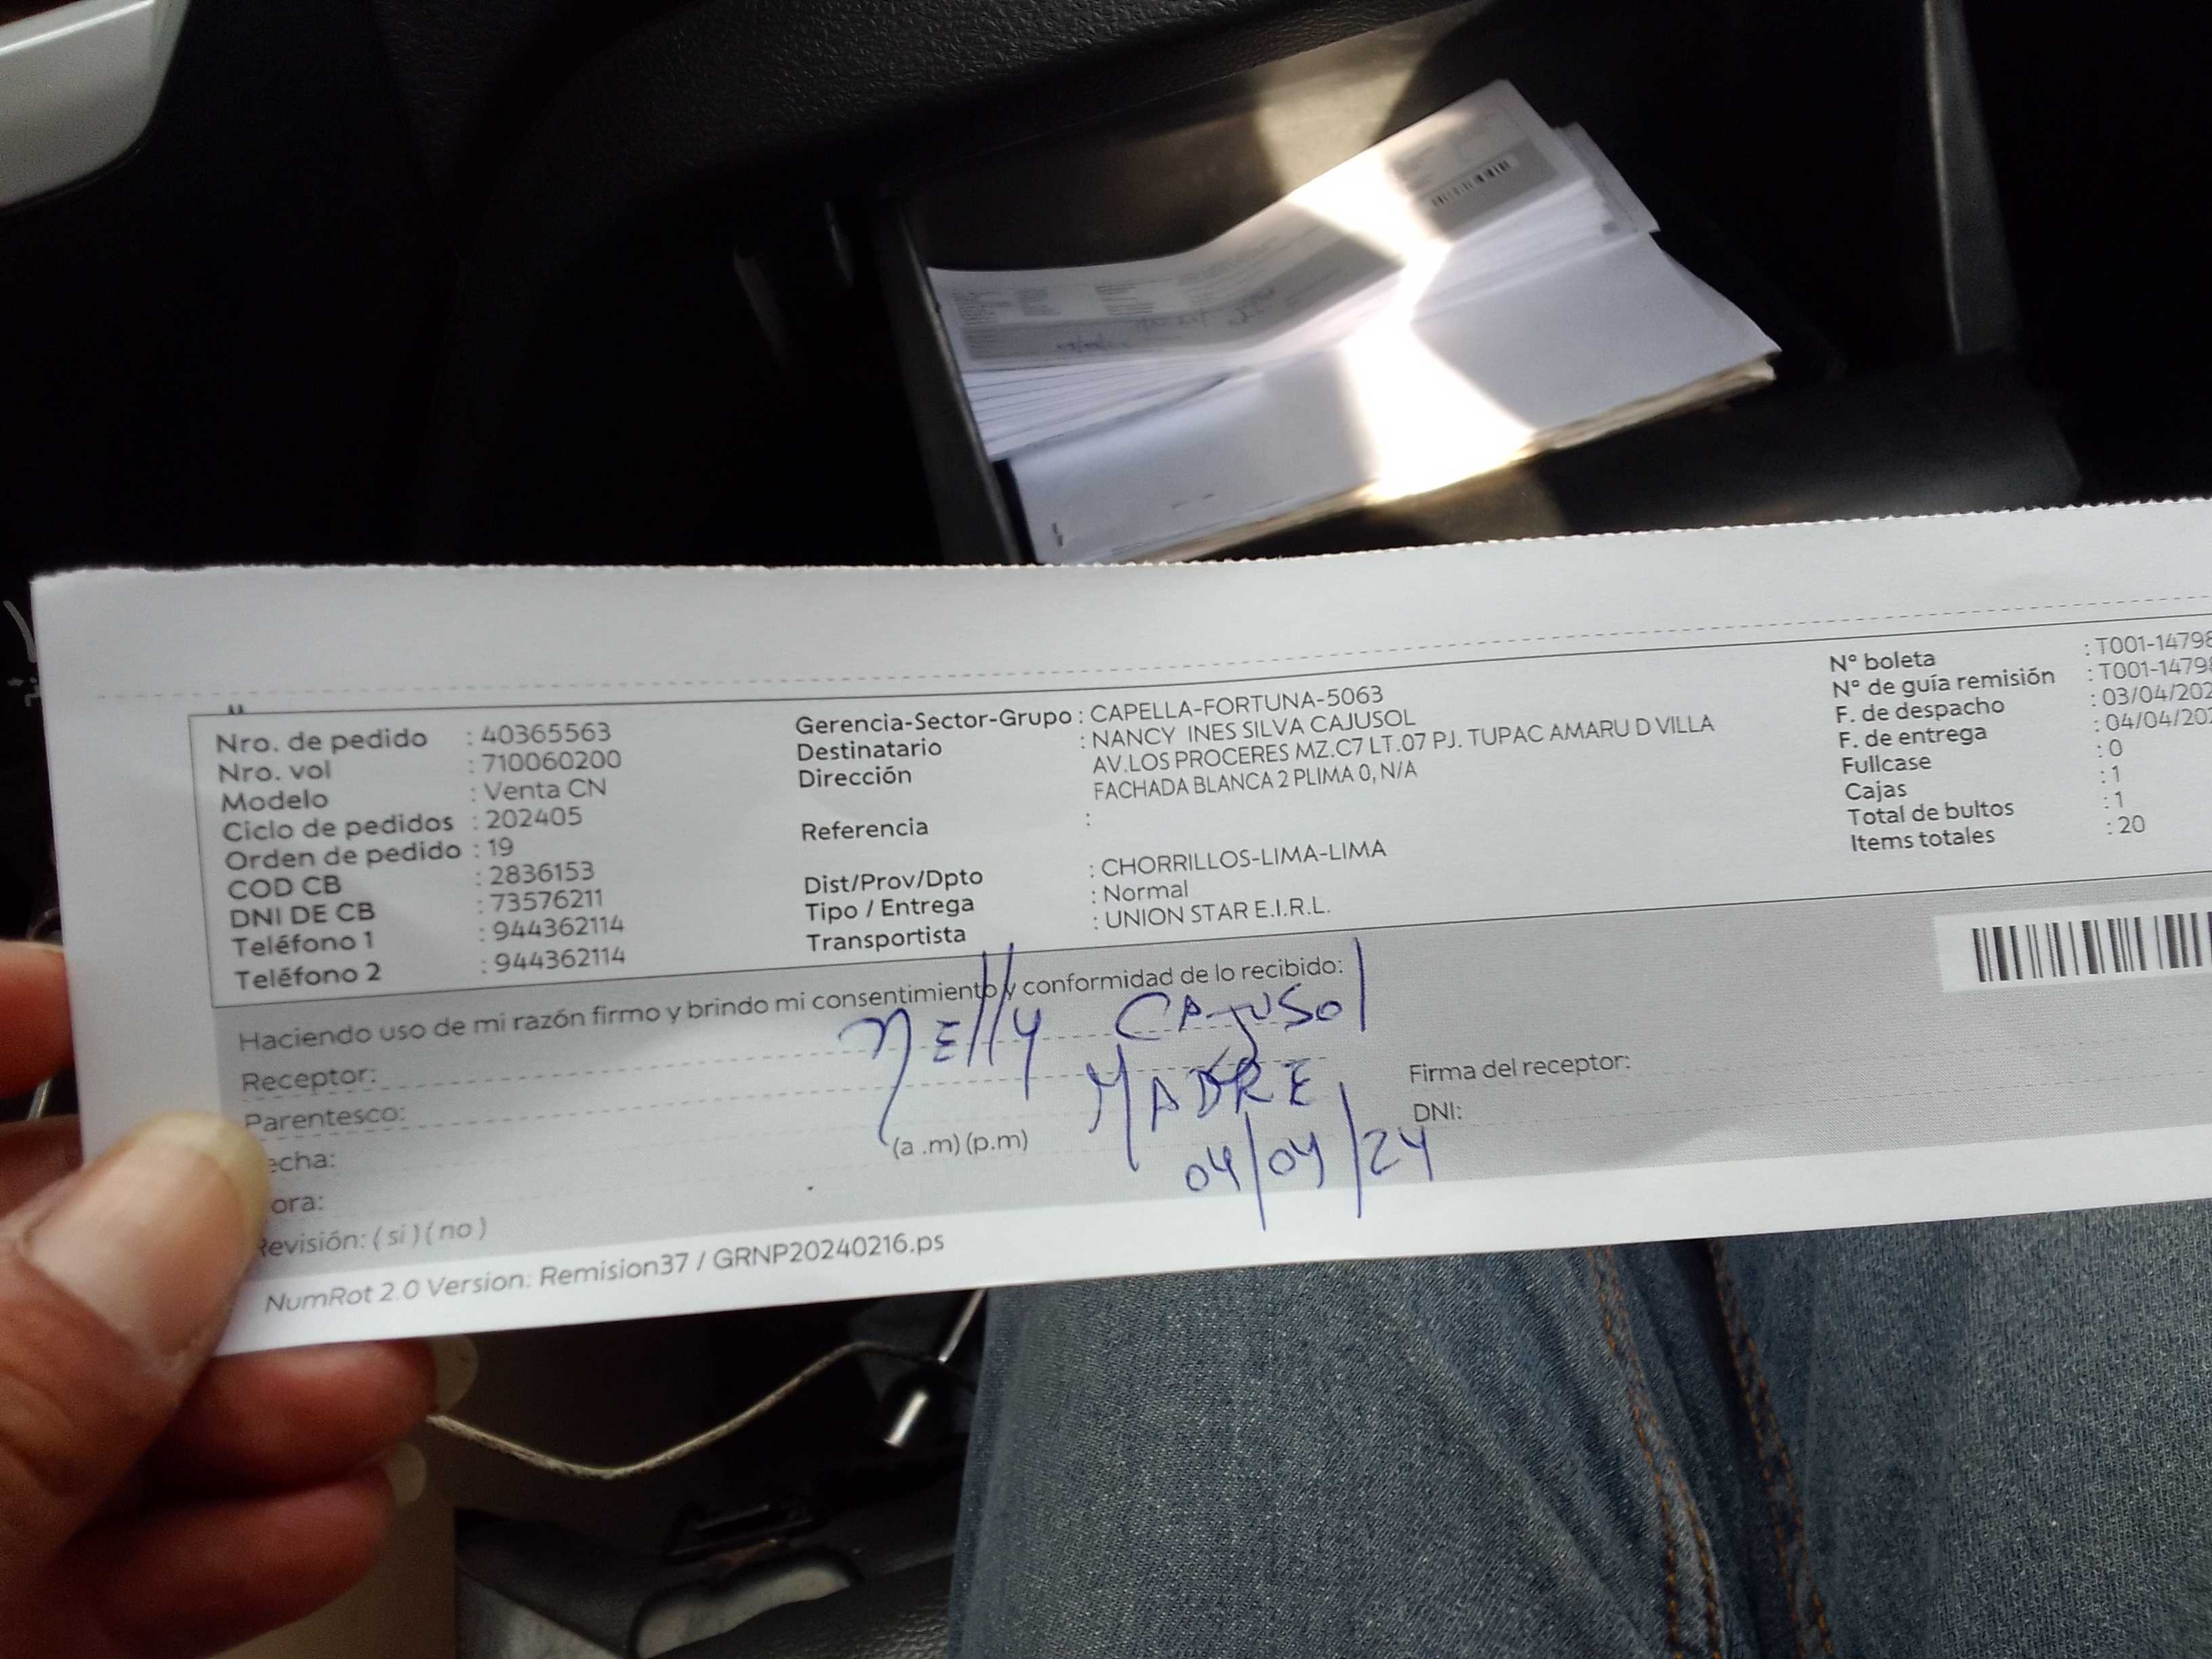 Nro. de pedido : 40365563
Nro. vol : 710060200
Modelo : Venta CN
Ciclo de pedidos : 202405
Orden de pedido : 19
COD CB : 2836153
DNI DE CB : 73576211
Teléfono 1 : 944362114
Teléfono 2 : 944362114
Gerencia-Sector-Grupo : CAPELLA-FORTUNA-5063
Destinatario : NANCY INES SILVA CAJUSOL
Dirección AV.LOS PROCERES MZ.C7 LT.07 PJ. TUPAC AMARU D VILLA
FACHADA BLANCA 2 PLIMA 0, N/A
Referencia :
Dist/Prov/Dpto : CHORRILLOS-LIMA-LIMA
Tipo / Entrega : Normal
Transportista : UNION STAR E.I.R.L.
N° boleta : T001-14798
N° de guía remisión : T001-1479
F. de despacho : 03/04/202
F. de entrega : 04/04/202
Fullcase : 0
Cajas : 1
Total de bultos : 1
Items totales : 20
Haciendo uso de mi razón firmo y brindo mi consentimiento y conformidad de lo recibido:
Receptor: Nelly CAJUSOl
Parentesco: MADRE
echa: 04/04/24
ora: (a .m) (p.m)
Revisión: ( si ) ( no )
Firma del receptor:
DNI:
NumRot 2.0 Version: Remision37 / GRNP20240216.ps